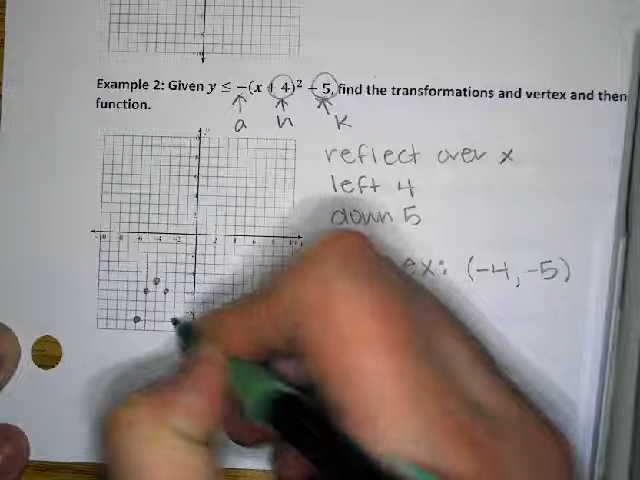 Example 2: Given y ≤ −(x + 4)² − 5, find the transformations and vertex and then
function.
a h k
reflect over x
left 4
down 5
ex: (-4, -5)